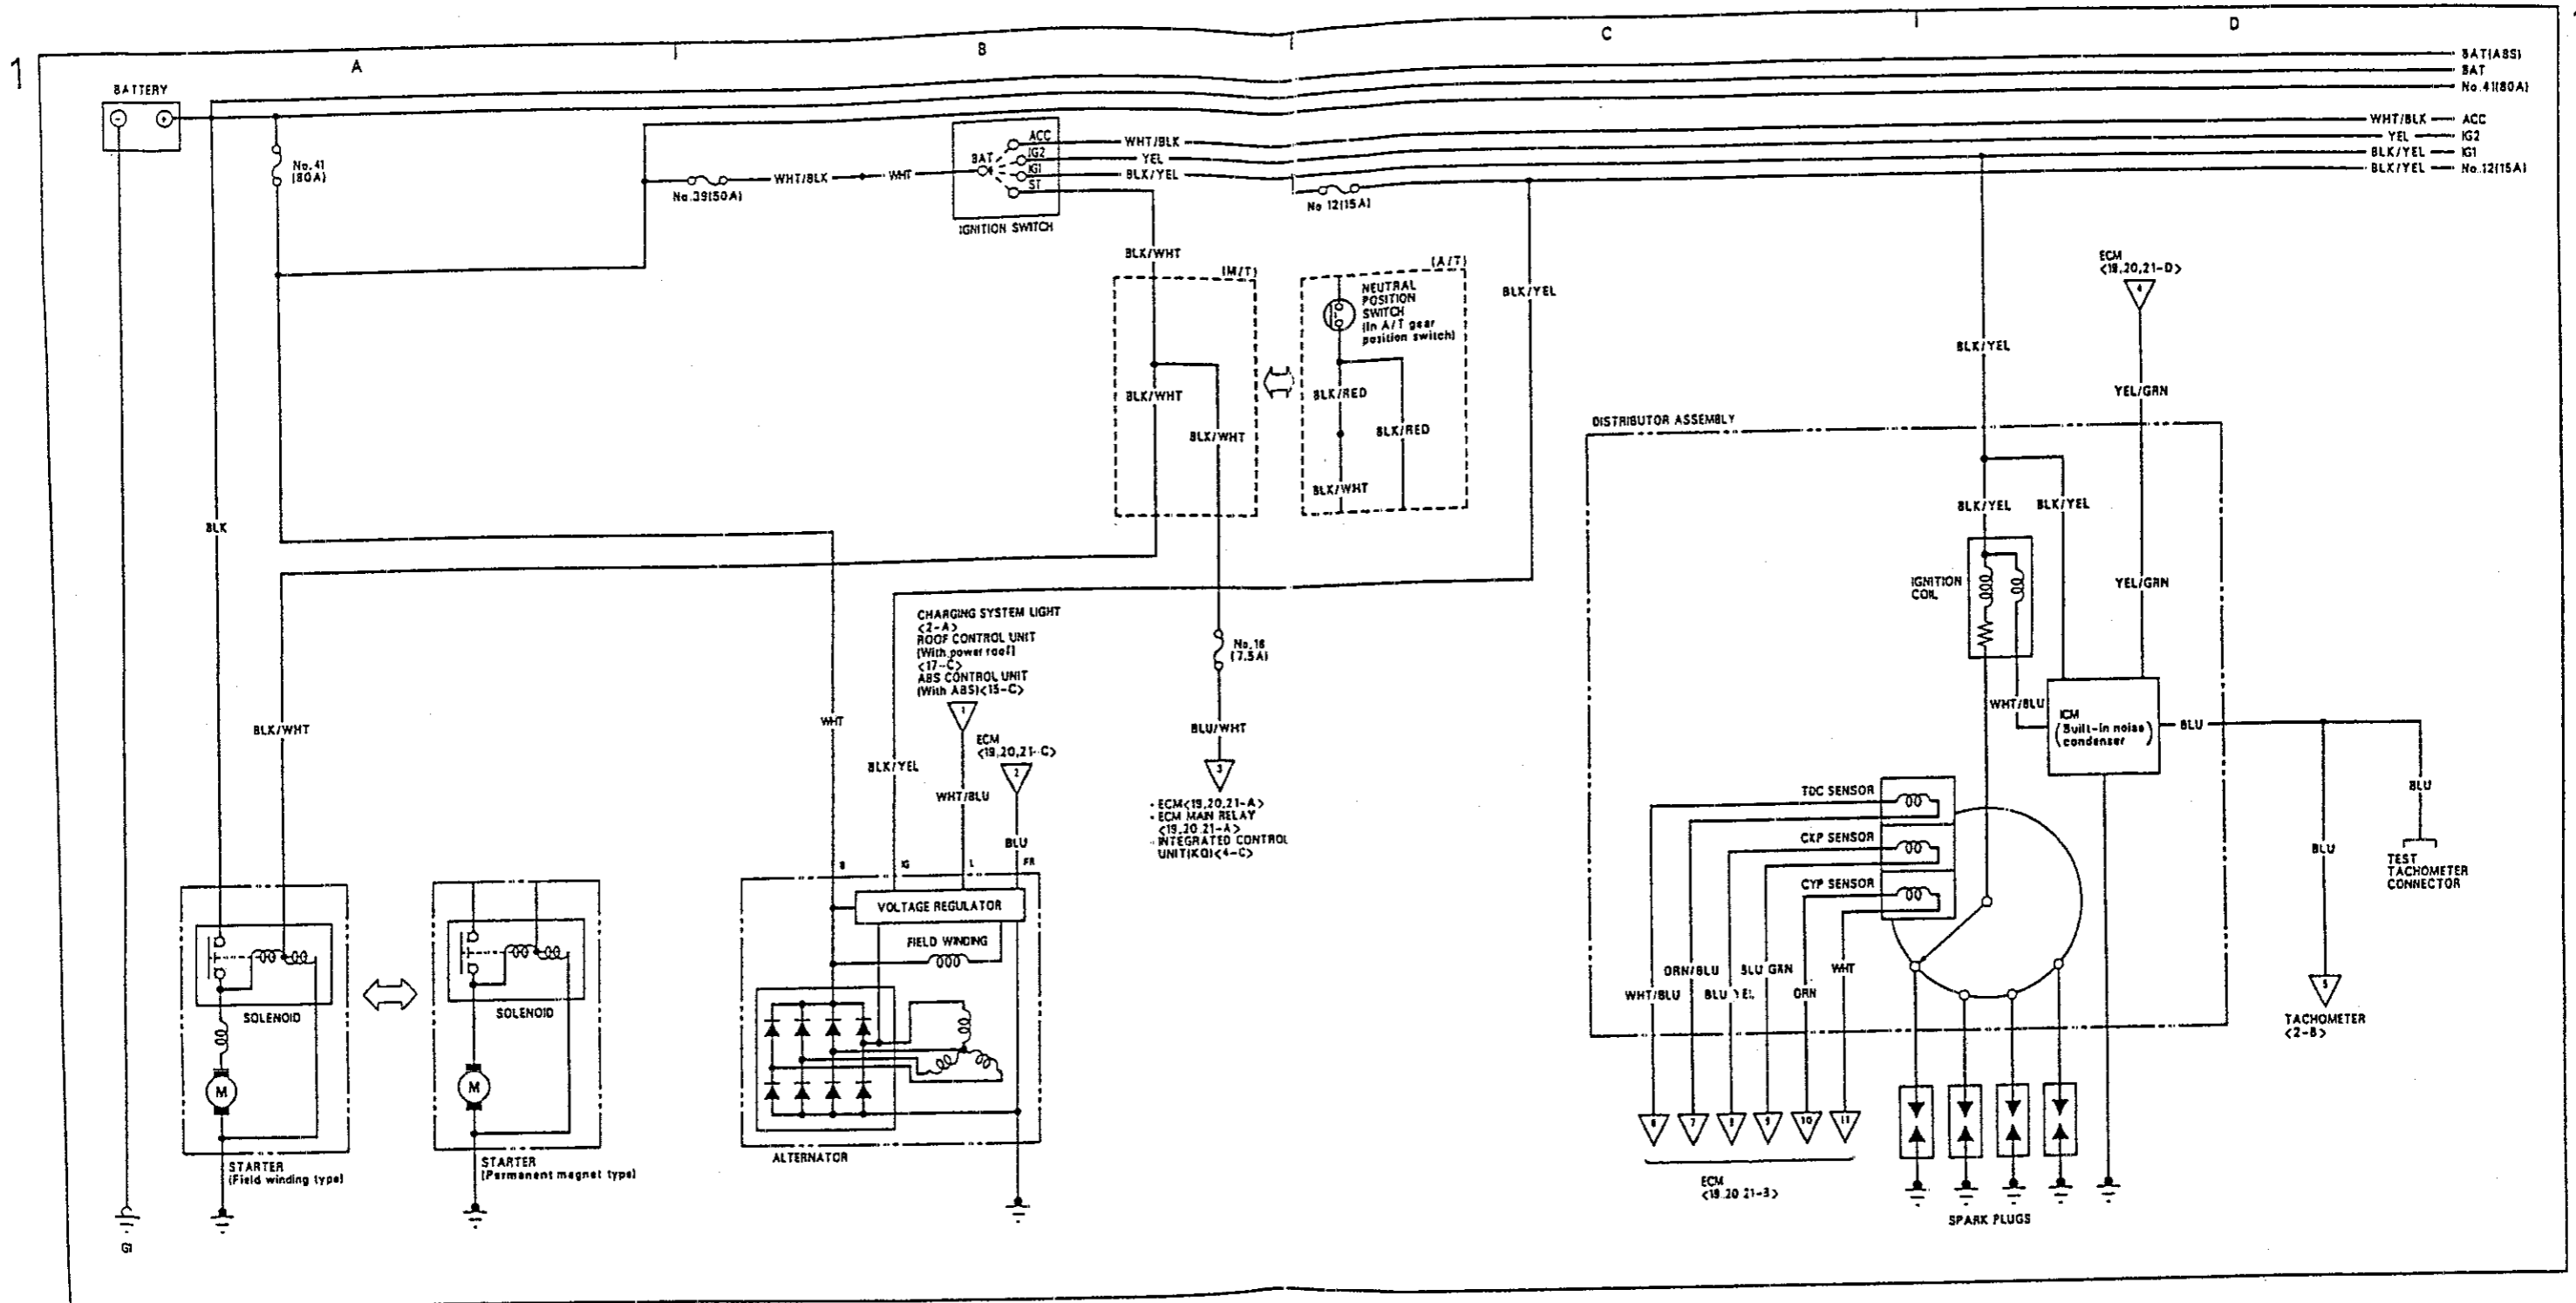 1
A
B
C
D
BATTERY
BAT(ABS)
BAT
No.41(80A)
No.41
(80A)
WHT/BLK
ACC
YEL
IG2
BLK/YEL
IG1
BLK/YEL
No.12(15A)
No.39(50A)
WHT/BLK
WHT
BAT
ACC
IG2
IG1
ST
IGNITION SWITCH
WHT/BLK
YEL
BLK/YEL
No 12(15A)
BLK/WHT
(M/T)
BLK/WHT
BLK/WHT
(A/T)
NEUTRAL
POSITION
SWITCH
(In A/T gear
position switch)
BLK/RED
BLK/RED
BLK/WHT
BLK/YEL
BLK/YEL
ECM
<19,20,21-D>
4
YEL/GRN
DISTRIBUTOR ASSEMBLY
BLK/YEL
BLK/YEL
YEL/GRN
IGNITION
COIL
WHT/BLU
ICM
(Built-in noise
condenser)
BLU
BLU
BLU
TEST
TACHOMETER
CONNECTOR
5
TACHOMETER
<2-B>
BLK
BLK/WHT
WHT
BLK/YEL
CHARGING SYSTEM LIGHT
<2-A>
ROOF CONTROL UNIT
(With power roof)
<17-C>
ABS CONTROL UNIT
(With ABS)<15-C>
1
WHT/BLU
ECM
<19,20,21-C>
2
BLU
No.18
(7.5A)
BLU/WHT
3
- ECM<19,20,21-A>
- ECM MAIN RELAY
<19,20 21-A>
- INTEGRATED CONTROL
UNIT(KQ)<4-C>
B
IG
L
FR
VOLTAGE REGULATOR
FIELD WINDING
ALTERNATOR
SOLENOID
M
STARTER
(Field winding type)
SOLENOID
M
STARTER
(Permanent magnet type)
G1
TDC SENSOR
CKP SENSOR
CYP SENSOR
WHT/BLU
ORN/BLU
BLU YEL
BLU GRN
ORN
WHT
6
7
8
9
10
11
ECM
<19.20 21-B>
SPARK PLUGS